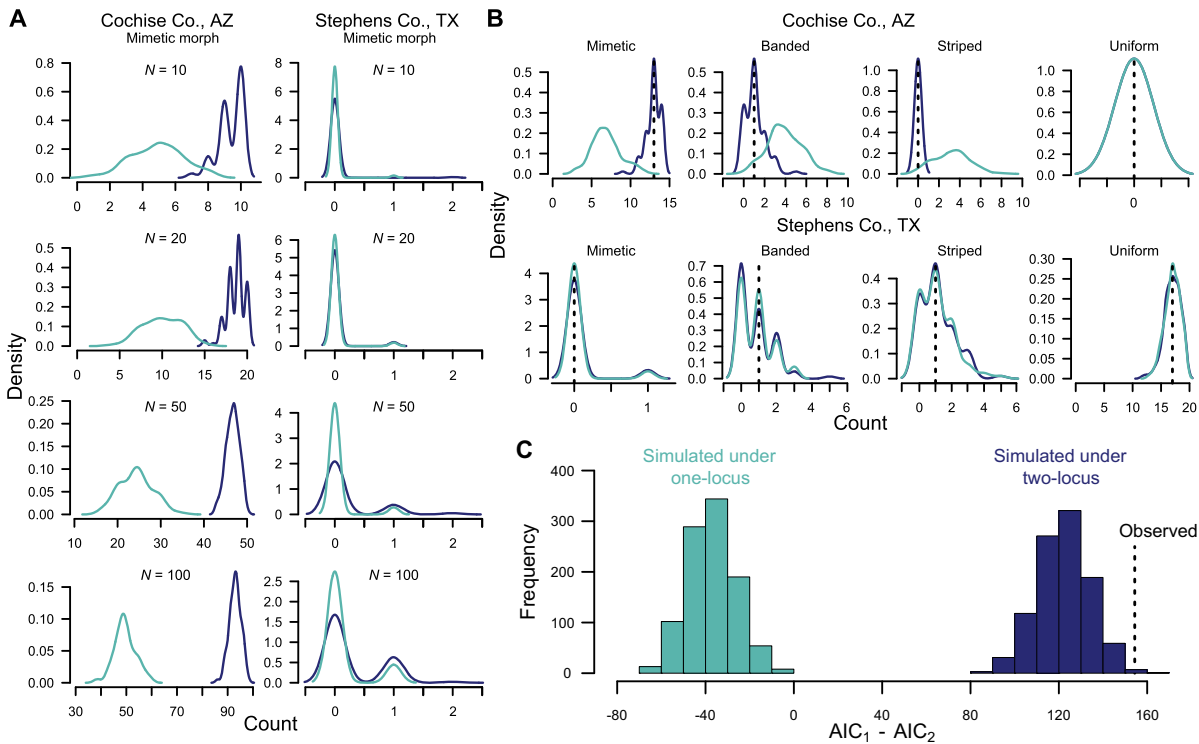 A
Cochise Co., AZ
Mimetic morph
Stephens Co., TX
Mimetic morph
N = 10
0.8
0.6
0.4
0.2
0.0
0 2 4 6 8 10
N = 10
8
6
4
2
0
0 1 2
N = 20
0.5
0.4
0.3
0.2
0.1
0.0
0 5 10 15 20
N = 20
6
5
4
3
2
1
0
0 1 2
N = 50
0.25
0.20
0.15
0.10
0.05
0.00
10 20 30 40 50
N = 50
4
3
2
1
0
0 1 2
N = 100
0.15
0.10
0.05
0.00
30 50 70 90
N = 100
2.5
2.0
1.5
1.0
0.5
0.0
0 1 2
Density
Count
B
Cochise Co., AZ
Mimetic
0.5
0.4
0.3
0.2
0.1
0.0
0 5 10 15
Banded
0.5
0.4
0.3
0.2
0.1
0.0
0 2 4 6 8 10
Striped
1.0
0.8
0.6
0.4
0.2
0.0
0 2 4 6 8 10
Uniform
1.0
0.8
0.6
0.4
0.2
0.0
0
Density
Stephens Co., TX
Mimetic
4
3
2
1
0
0 1
Banded
0.7
0.6
0.5
0.4
0.3
0.2
0.1
0.0
0 2 4 6
Striped
0.4
0.3
0.2
0.1
0.0
0 2 4 6
Uniform
0.30
0.25
0.20
0.15
0.10
0.05
0.00
0 5 10 15 20
Count
C
Simulated under
one-locus
Simulated under
two-locus
Observed
Frequency
400
300
200
100
0
-80 -40 0 40 80 120 160
AIC₁ - AIC₂